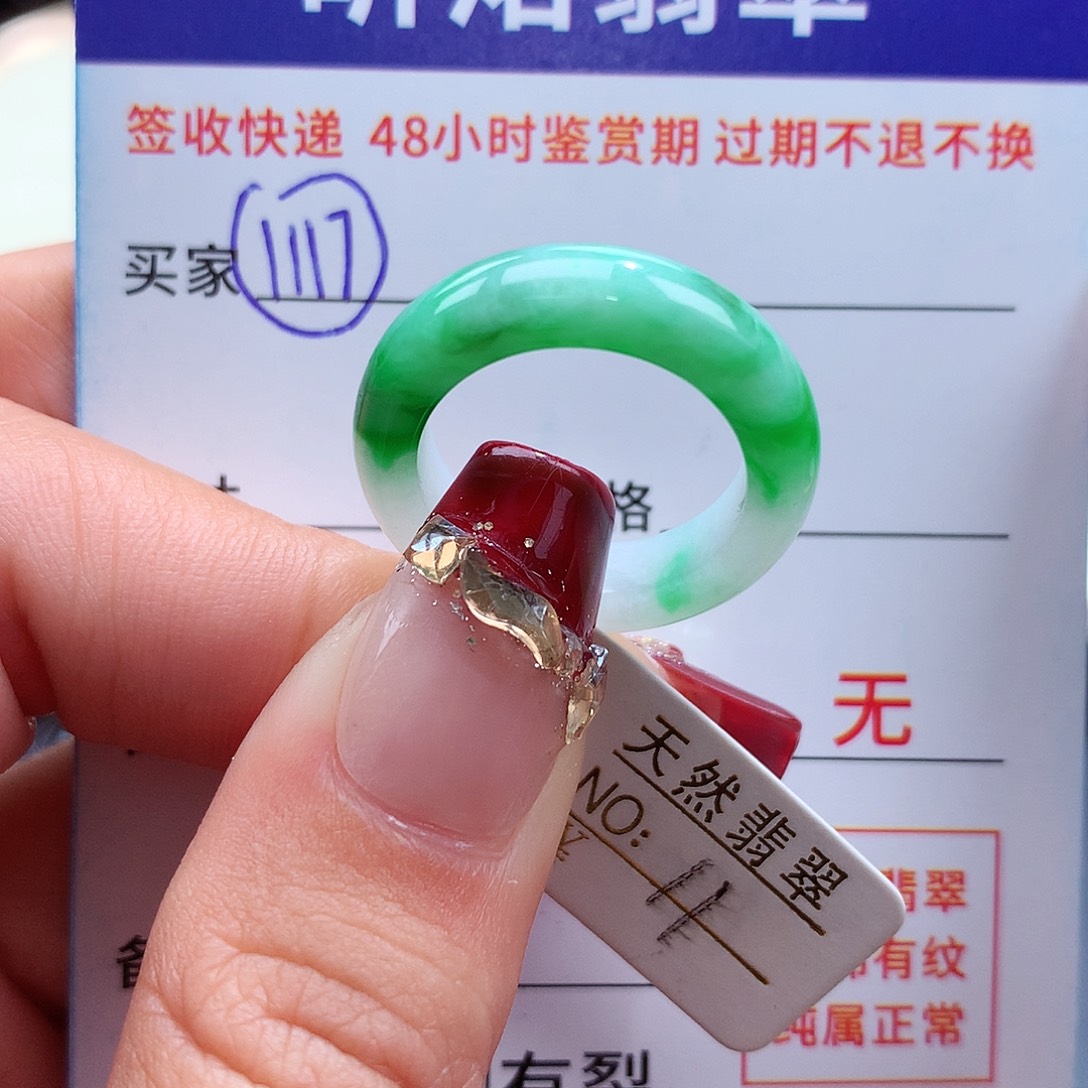 签收快递 48小时鉴赏期 过期不退不换
买家 1117
格
无
天然翡翠
NO: 11
翡翠
有纹
纯属正常
有裂